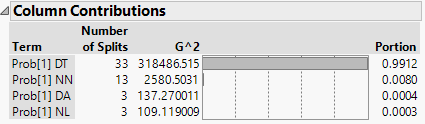 Column Contributions
Term Number of Splits G^2 Portion
Prob[1] DT 33 318486.515 0.9912
Prob[1] NN 13 2580.5031 0.0080
Prob[1] DA 3 137.270011 0.0004
Prob[1] NL 3 109.119009 0.0003